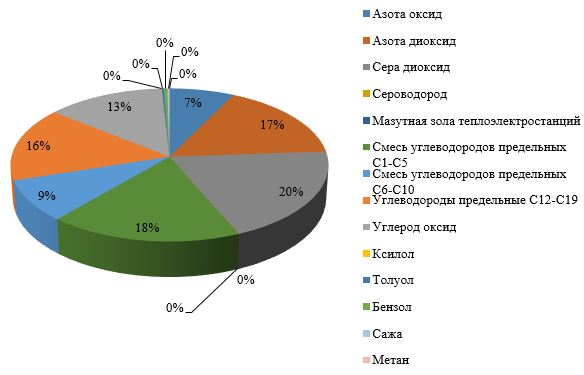 0%
0%
0%
0%
0%
7%
17%
20%
18%
9%
16%
13%
0%
0%
Азота оксид
Азота диоксид
Сера диоксид
Сероводород
Мазутная зола теплоэлектростанций
Смесь углеводородов предельных
С1-С5
Смесь углеводородов предельных
С6-С10
Углеводороды предельные С12-С19
Углерод оксид
Ксилол
Толуол
Бензол
Сажа
Метан